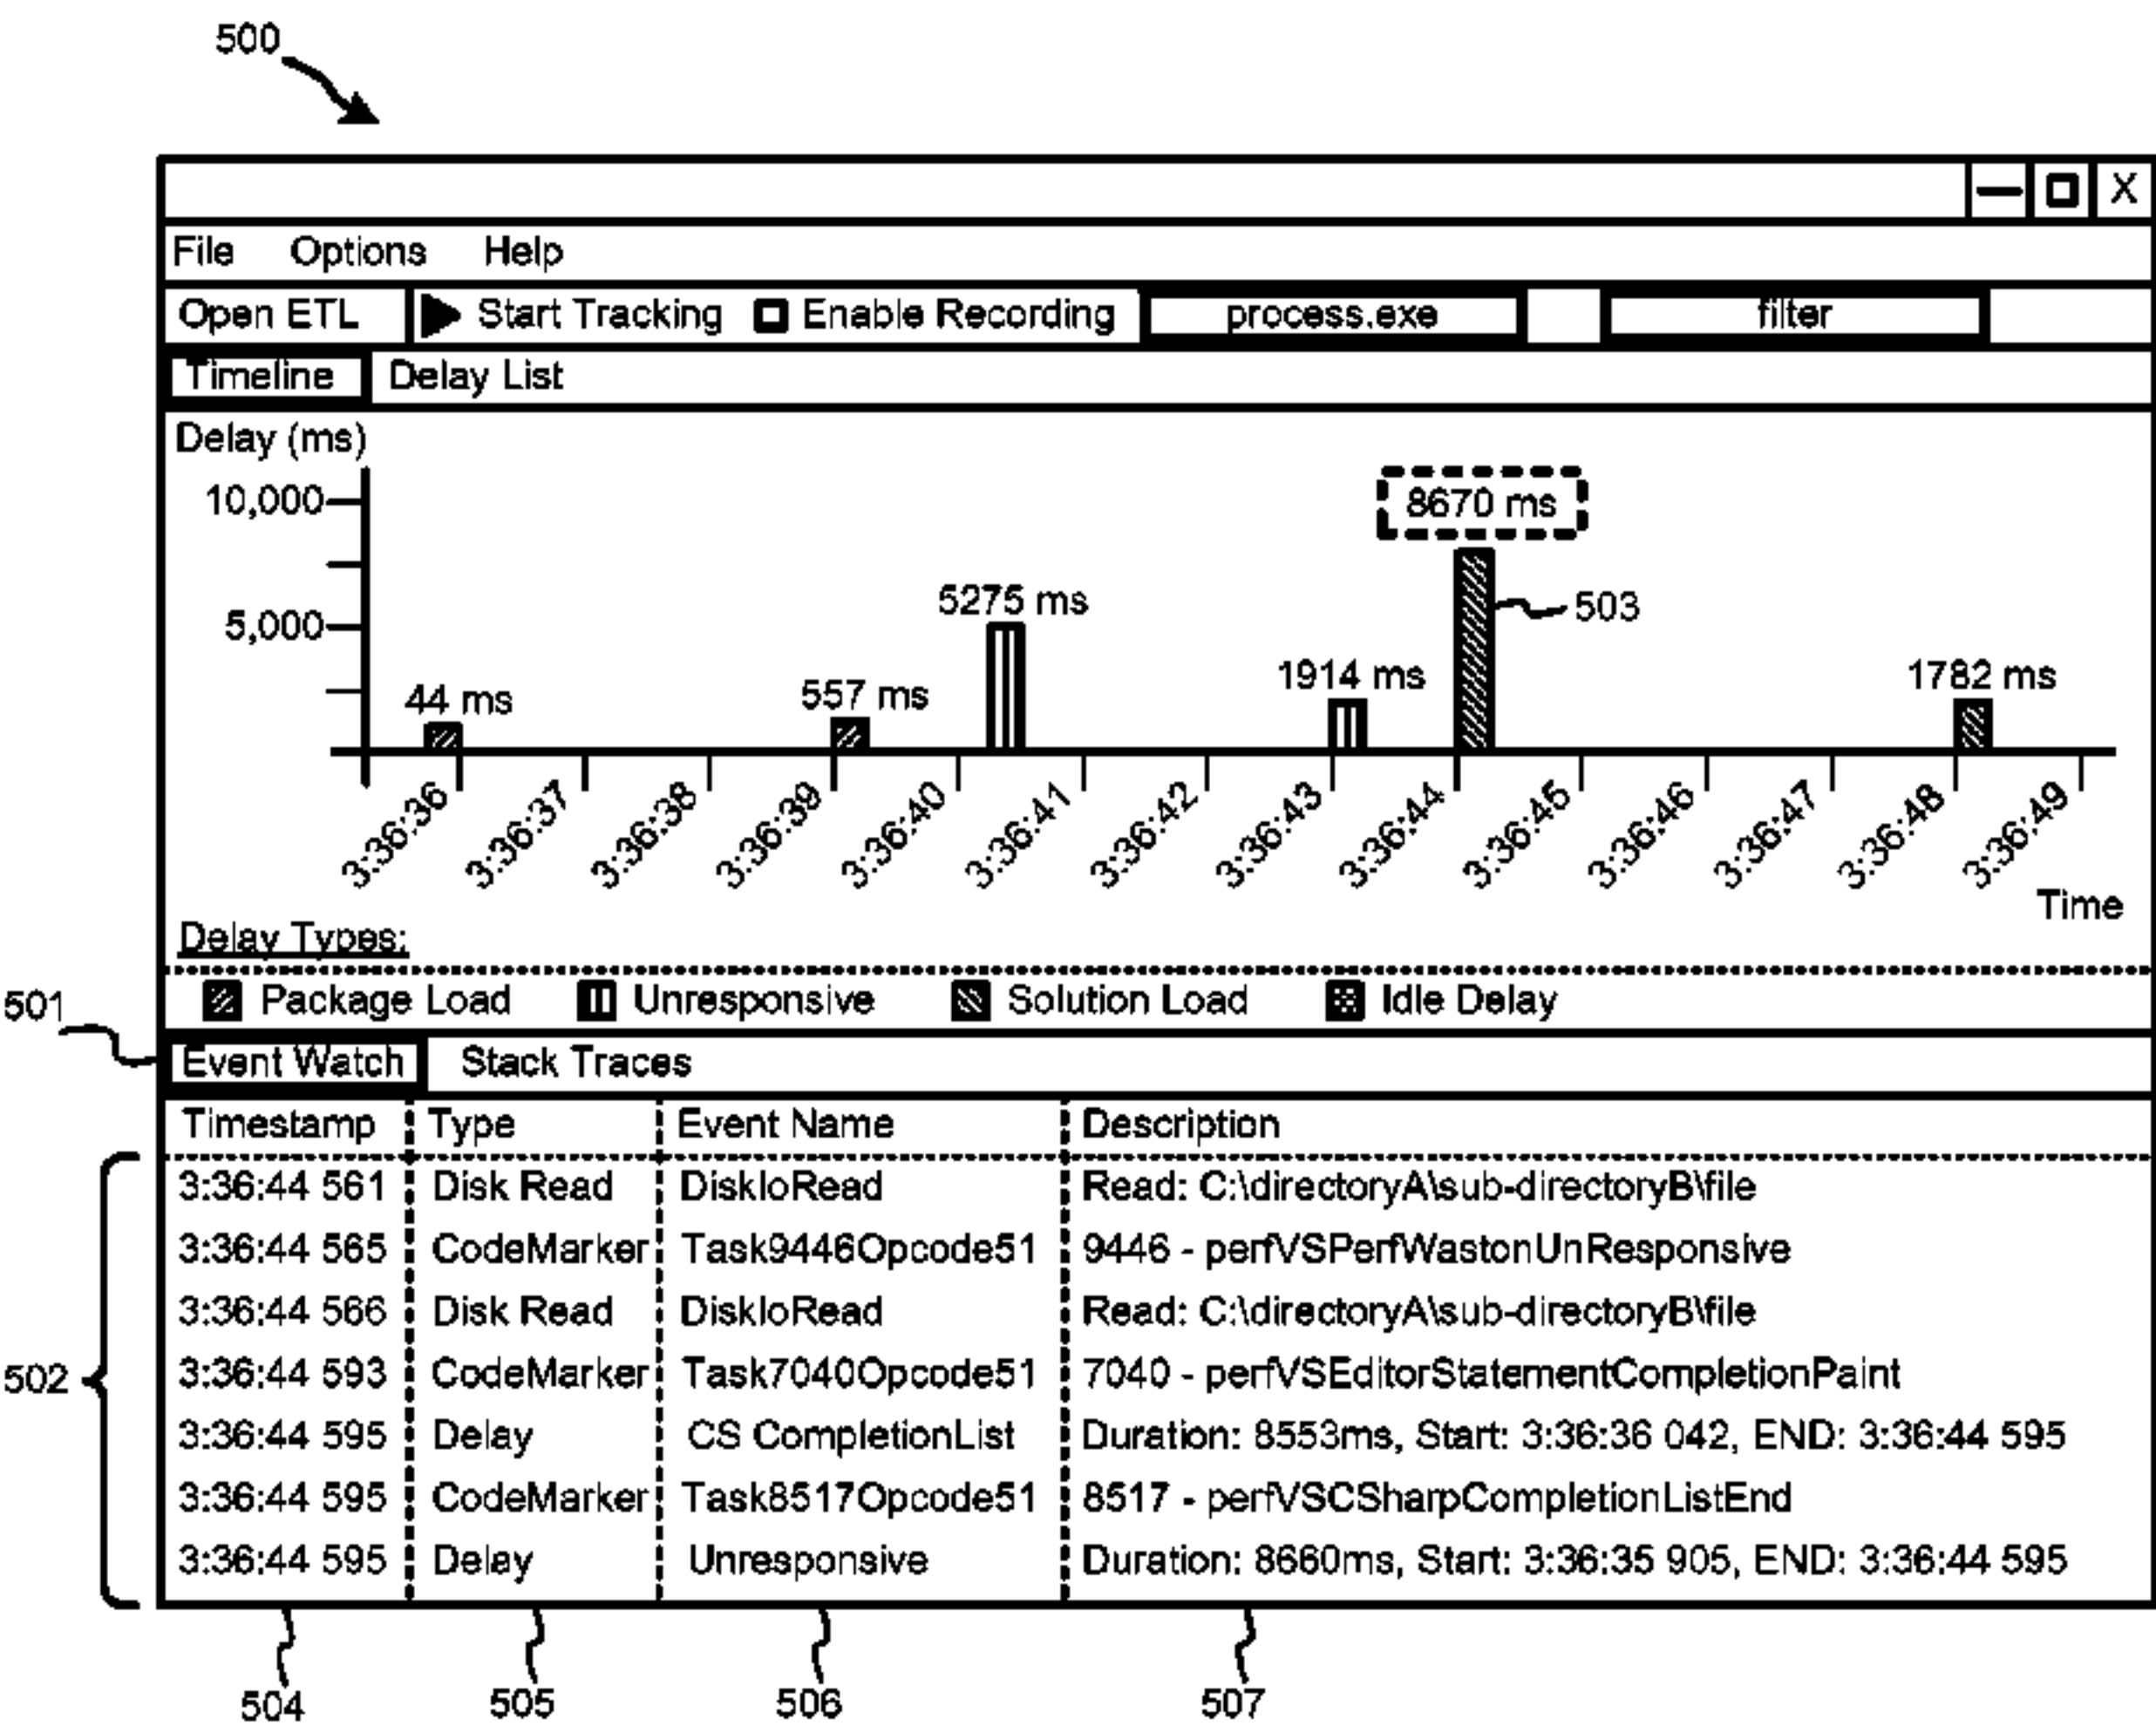 500
X
File Options Help
Open ETL Start Tracking Enable Recording process.exe filter
Timeline Delay List
Delay (ms)
10,000
8670 ms
5275 ms
503
5,000
1914 ms
1782 ms
557 ms
44 ms
3:36:36 3:36:37 3:36:38 3:36:39 3:36:40 3:36:41 3:36:42 3:36:43 3:36:44 3:36:45 3:36:46 3:36:47 3:36:48 3:36:49
Time
Delay Types:
Package Load Unresponsive Solution Load Idle Delay
501
Event Watch Stack Traces
Timestamp Type Event Name Description
3:36:44 561 Disk Read DiskIoRead Read: C:\directoryA\sub-directoryB\file
3:36:44 565 CodeMarker Task9446Opcode51 9446 - perfVSPerfWastonUnResponsive
3:36:44 566 Disk Read DiskIoRead Read: C:\directoryA\sub-directoryB\file
502
3:36:44 593 CodeMarker Task7040Opcode51 7040 - perfVSEditorStatementCompletionPaint
3:36:44 595 Delay CS CompletionList Duration: 8553ms, Start: 3:36:36 042, END: 3:36:44 595
3:36:44 595 CodeMarker Task8517Opcode51 8517 - perfVSCSharpCompletionListEnd
3:36:44 595 Delay Unresponsive Duration: 8660ms, Start: 3:36:35 905, END: 3:36:44 595
504 505 506 507